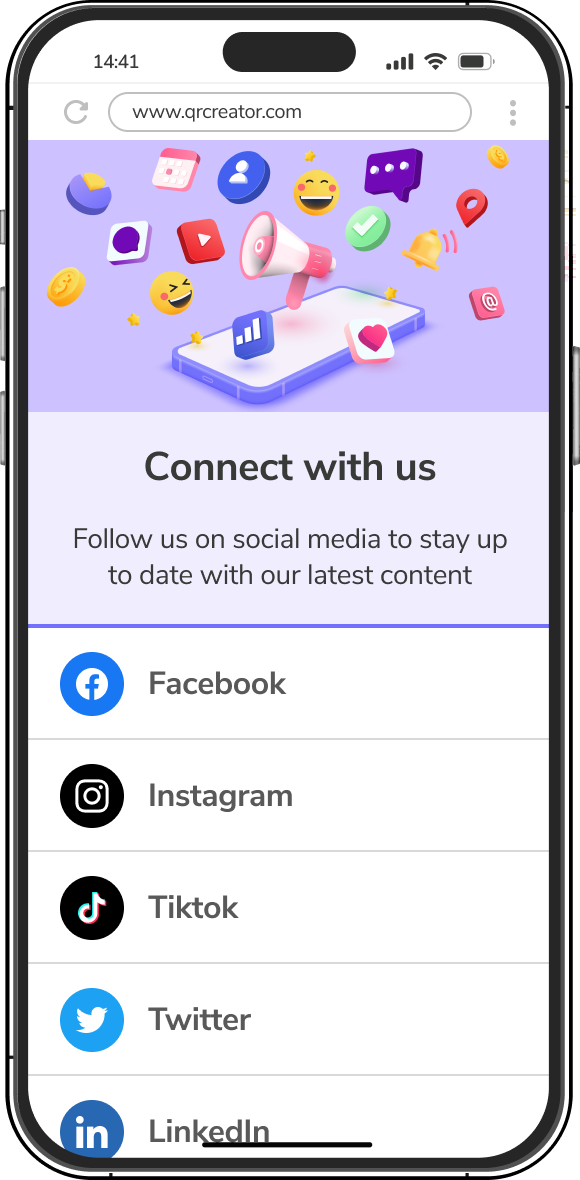 14:41
www.qrcreator.com
@
Connect with us
Follow us on social media to stay up
to date with our latest content
Facebook
Instagram
Tiktok
Twitter
in LinkedIn